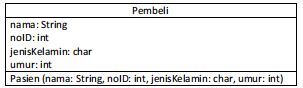 Pembeli
nama: String
noID: int
jenisKelamin: char
umur: int
Pasien (nama: String, noID: int, jenisKelamin: char, umur: int)